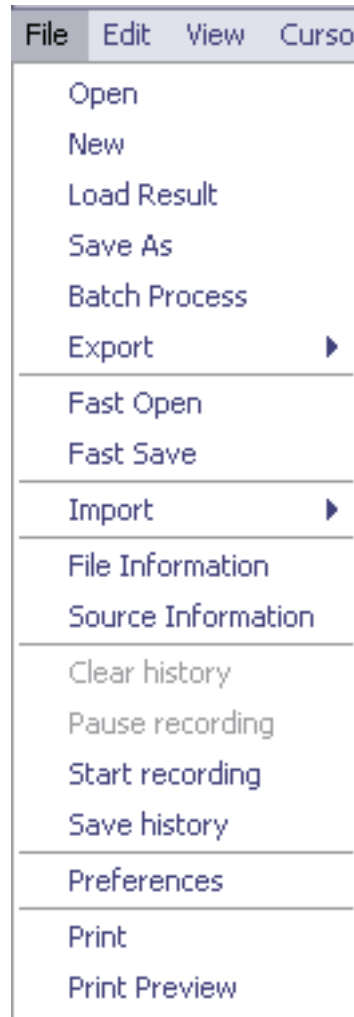 File Edit View Curso
Open
New
Load Result
Save As
Batch Process
Export
Fast Open
Fast Save
Import
File Information
Source Information
Clear history
Pause recording
Start recording
Save history
Preferences
Print
Print Preview